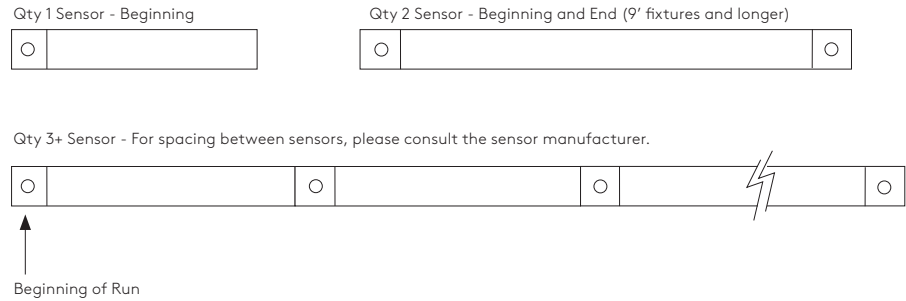 Qty 1 Sensor - Beginning
Qty 2 Sensor - Beginning and End (9’ fixtures and longer)
Qty 3+ Sensor - For spacing between sensors, please consult the sensor manufacturer.
Beginning of Run